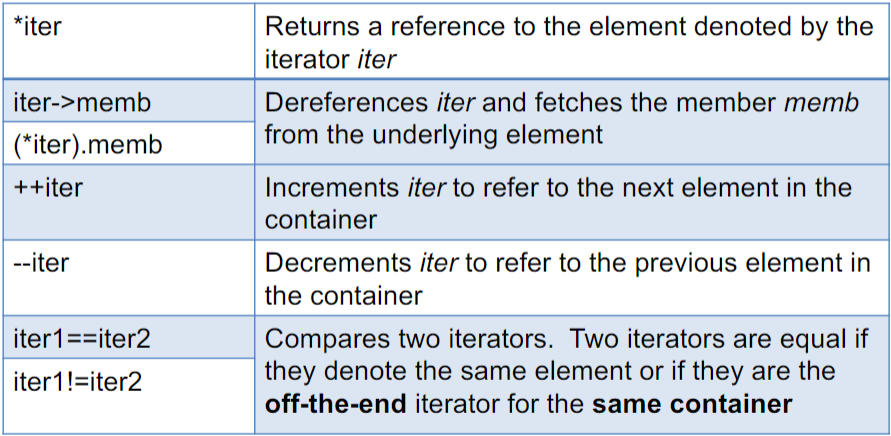 *iter
Returns a reference to the element denoted by the
iterator iter
iter->memb
(*iter).memb
Dereferences iter and fetches the member memb
from the underlying element
++iter
Increments iter to refer to the next element in the
container
--iter
Decrements iter to refer to the previous element in
the container
iter1==iter2
iter1!=iter2
Compares two iterators.  Two iterators are equal if
they denote the same element or if they are the
off-the-end iterator for the same container